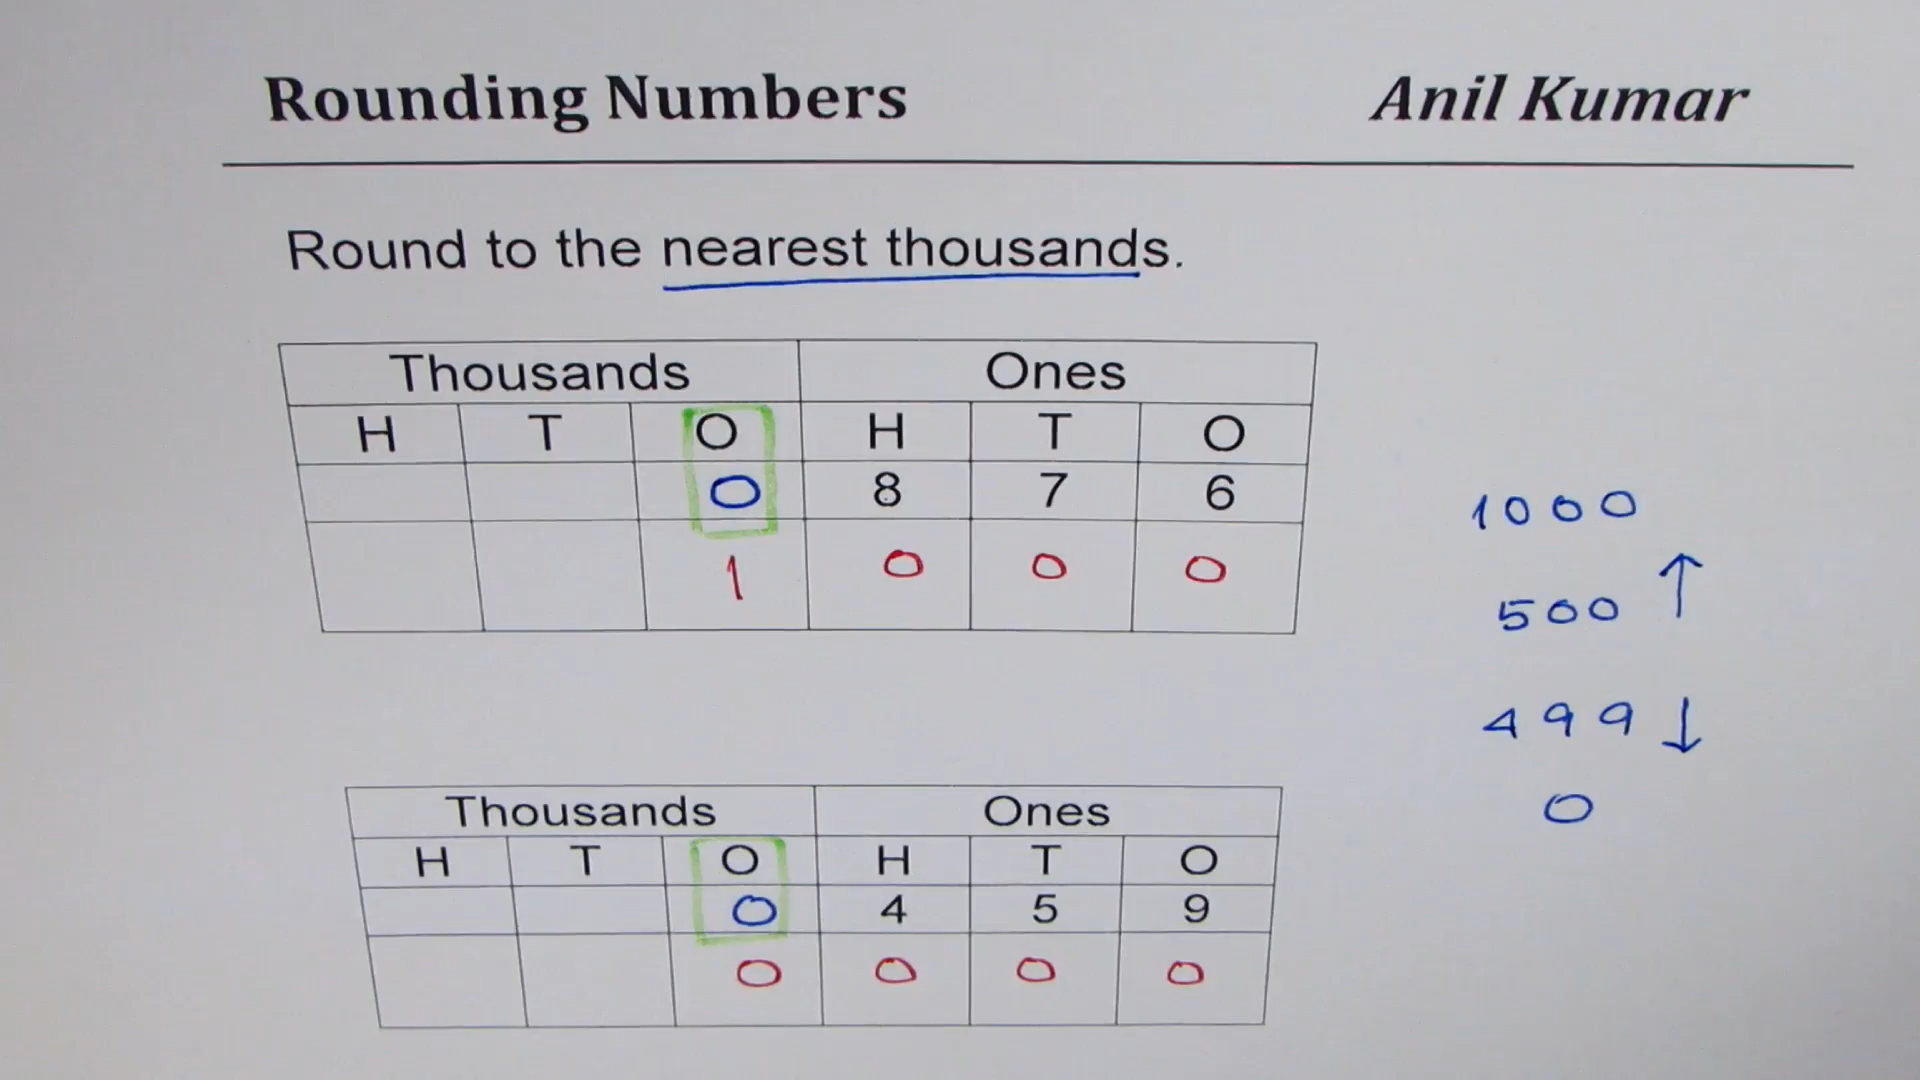 Rounding Numbers Anil Kumar
Round to the nearest thousands.
Thousands Ones
H T O H T O
0 8 7 6
1 0 0 0
1000
500 ↑
499 ↓
0
Thousands Ones
H T O H T O
0 4 5 9
0 0 0 0